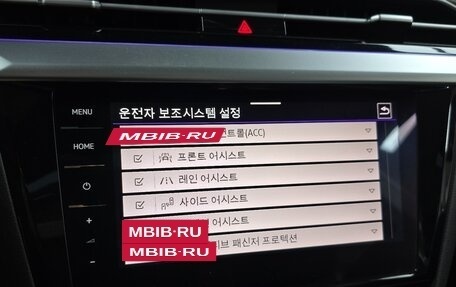 MENU
운전자 보조시스템 설정
MBIB-RU 트롤(ACC)
HOME
프론트 어시스트
레인 어시스트
사이드 어시스트
MBIB-RU 어시스트
MBIB-RU 브 패신저 프로텍션